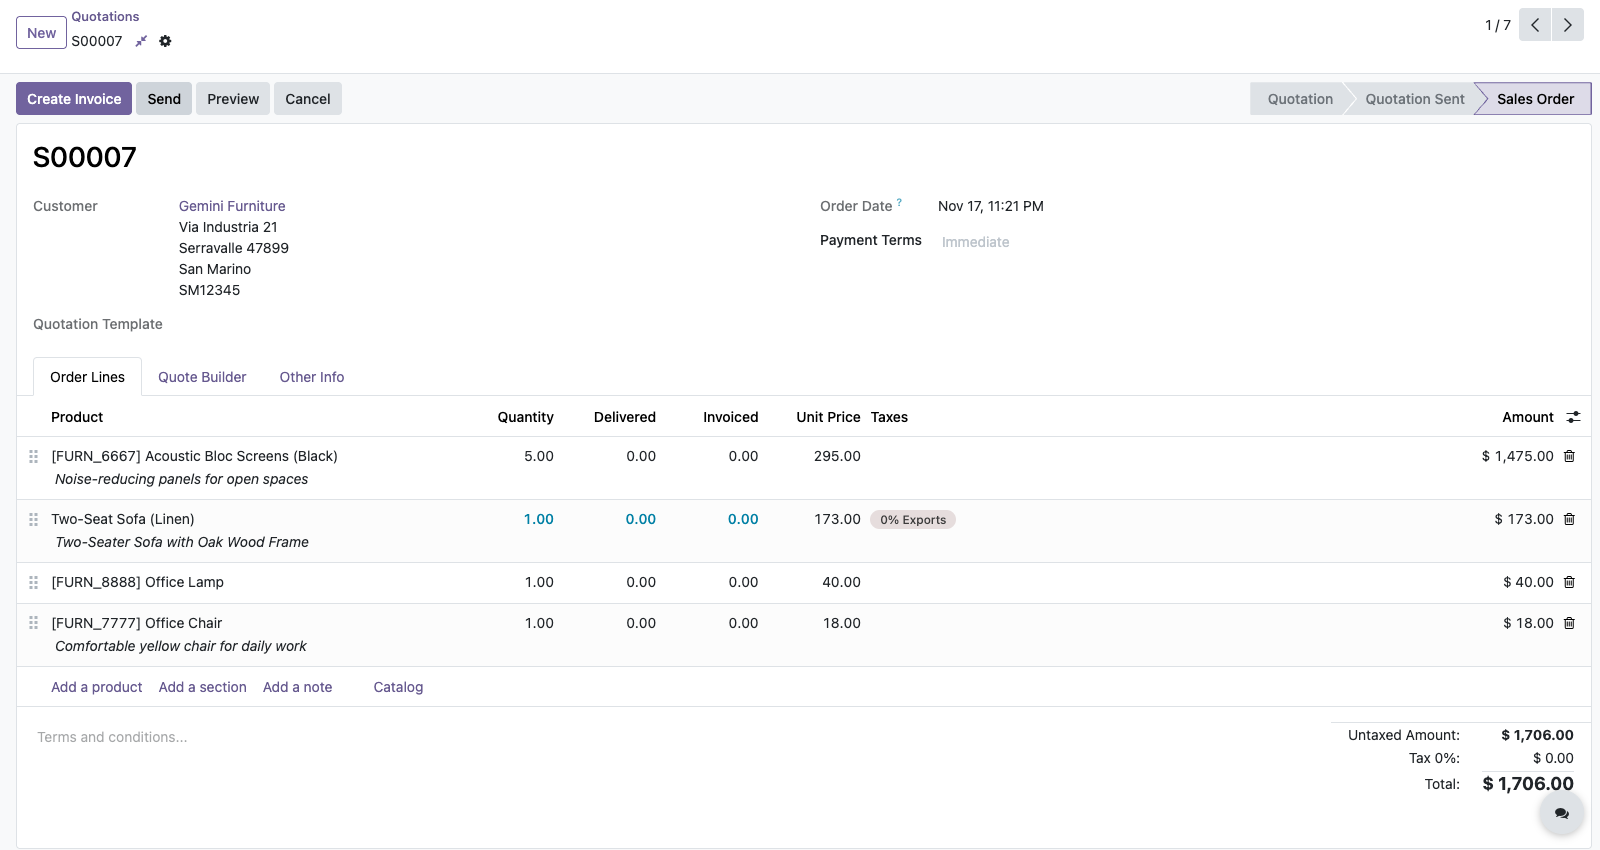 New
Quotations
S00007
1 / 7
Create Invoice Send Preview Cancel
Quotation Quotation Sent Sales Order
S00007
Customer
Gemini Furniture
Via Industria 21
Serravalle 47899
San Marino
SM12345
Order Date ? Nov 17, 11:21 PM
Payment Terms Immediate
Quotation Template
Order Lines Quote Builder Other Info
Product Quantity Delivered Invoiced Unit Price Taxes Amount
[FURN_6667] Acoustic Bloc Screens (Black) 5.00 0.00 0.00 295.00 $ 1,475.00
Noise-reducing panels for open spaces
Two-Seat Sofa (Linen) 1.00 0.00 0.00 173.00 0% Exports $ 173.00
Two-Seater Sofa with Oak Wood Frame
[FURN_8888] Office Lamp 1.00 0.00 0.00 40.00 $ 40.00
[FURN_7777] Office Chair 1.00 0.00 0.00 18.00 $ 18.00
Comfortable yellow chair for daily work
Add a product Add a section Add a note Catalog
Terms and conditions...
Untaxed Amount: $ 1,706.00
Tax 0%: $ 0.00
Total: $ 1,706.00